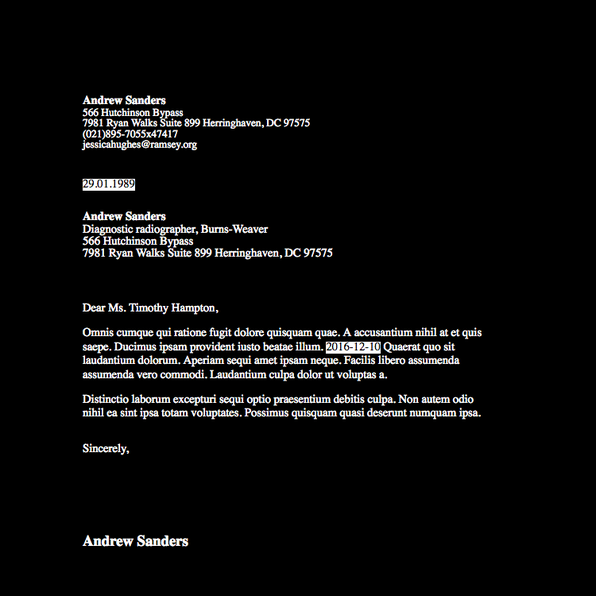 Andrew Sanders
566 Hutchinson Bypass
7981 Ryan Walks Suite 899 Herringhaven, DC 97575
(021)895-7055x47417
jessicahughes@ramsey.org
29.01.1989
Andrew Sanders
Diagnostic radiographer, Burns-Weaver
566 Hutchinson Bypass
7981 Ryan Walks Suite 899 Herringhaven, DC 97575
Dear Ms. Timothy Hampton,
Omnis cumque qui ratione fugit dolore quisquam quae. A accusantium nihil at et quis
saepe. Ducimus ipsam provident iusto beatae illum. 2016-12-10 Quaerat quo sit
laudantium dolorum. Aperiam sequi amet ipsam neque. Facilis libero assumenda
assumenda vero commodi. Laudantium culpa dolor ut voluptas a.
Distinctio laborum excepturi sequi optio praesentium debitis culpa. Non autem odio
nihil ea sint ipsa totam voluptates. Possimus quisquam quasi deserunt numquam ipsa.
Sincerely,
Andrew Sanders